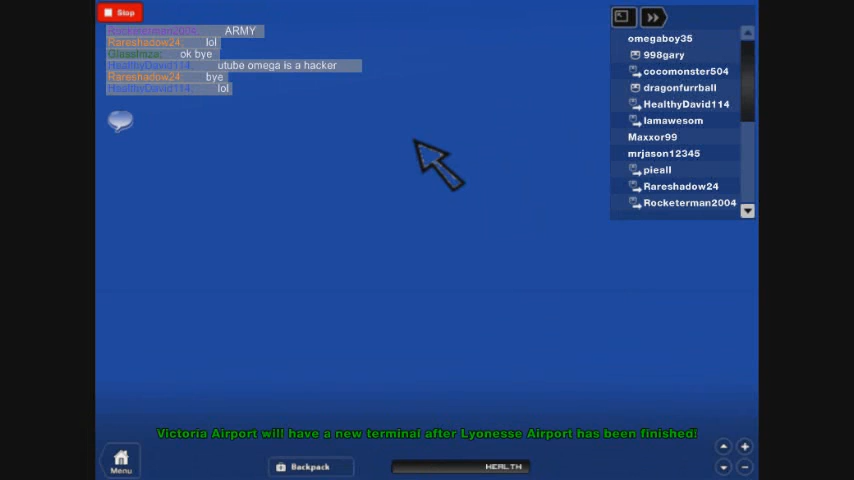 Stop
Rocketerman2004: ARMY
Rareshadow24: lol
ok bye
HealthyDavid114: utube omega is a hacker
Rareshadow24: bye
HealthyDavid114: lol
omegaboy35
998gary
cocomonster504
dragonfurrball
HealthyDavid114
Iamawesom
Maxxor99
mrjason12345
pieall
Rareshadow24
Rocketerman2004
Victoria Airport will have a new terminal after Lyonesse Airport has been finished!
Menu
Backpack
HEALTH